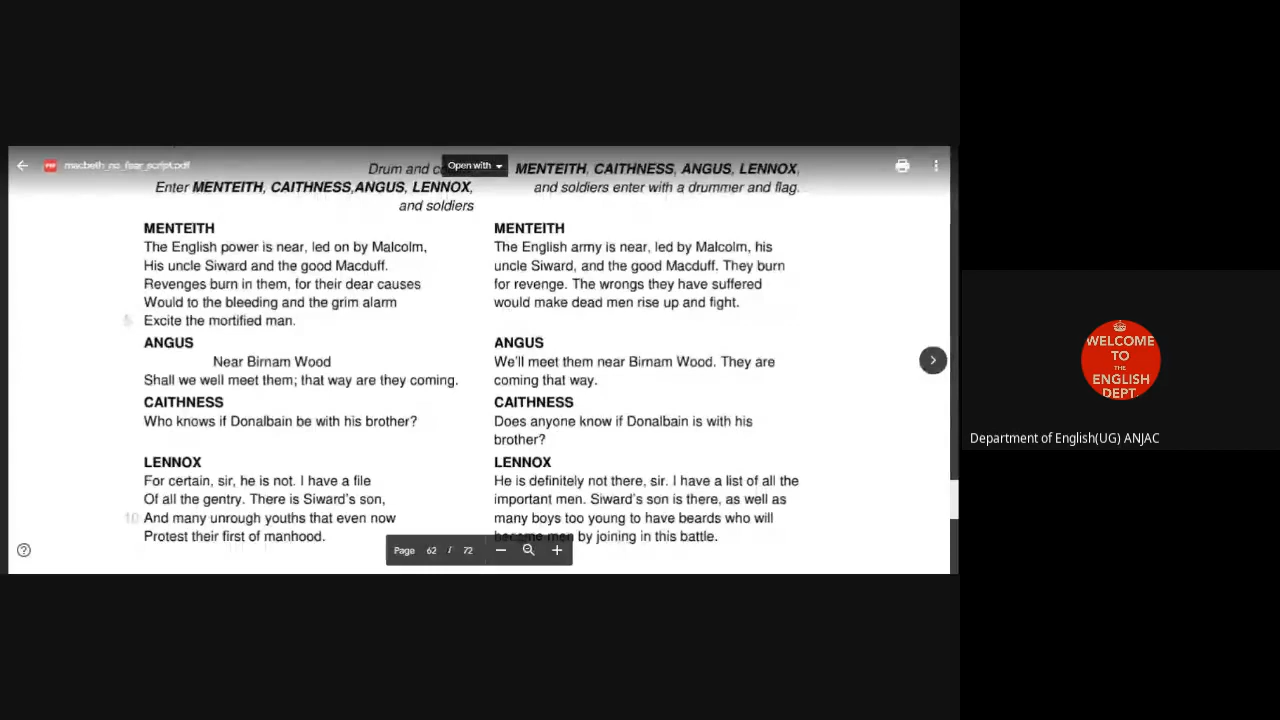 macbeth_no_fear_script.pdf
Open with
Drum and
Enter MENTEITH, CAITHNESS,ANGUS, LENNOX,
and soldiers
MENTEITH
The English power is near, led on by Malcolm,
His uncle Siward and the good Macduff.
Revenges burn in them, for their dear causes
Would to the bleeding and the grim alarm
5 Excite the mortified man.
ANGUS
Near Birnam Wood
Shall we well meet them; that way are they coming.
CAITHNESS
Who knows if Donalbain be with his brother?
LENNOX
For certain, sir, he is not. I have a file
Of all the gentry. There is Siward's son,
10 And many unrough youths that even now
Protest their first of manhood.
MENTEITH, CAITHNESS, ANGUS, LENNOX,
and soldiers enter with a drummer and flag.
MENTEITH
The English army is near, led by Malcolm, his
uncle Siward, and the good Macduff. They burn
for revenge. The wrongs they have suffered
would make dead men rise up and fight.
ANGUS
We'll meet them near Birnam Wood. They are
coming that way.
CAITHNESS
Does anyone know if Donalbain is with his
brother?
LENNOX
He is definitely not there, sir. I have a list of all the
important men. Siward's son is there, as well as
many boys too young to have beards who will
become men by joining in this battle.
Page 62 / 72
WELCOME
TO
THE
ENGLISH
DEPT.
Department of English(UG) ANJAC